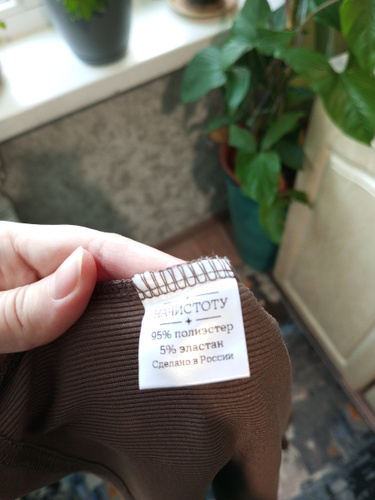 НАЧИСТОТУ
95% полиэстер
5% эластан
Сделано в России